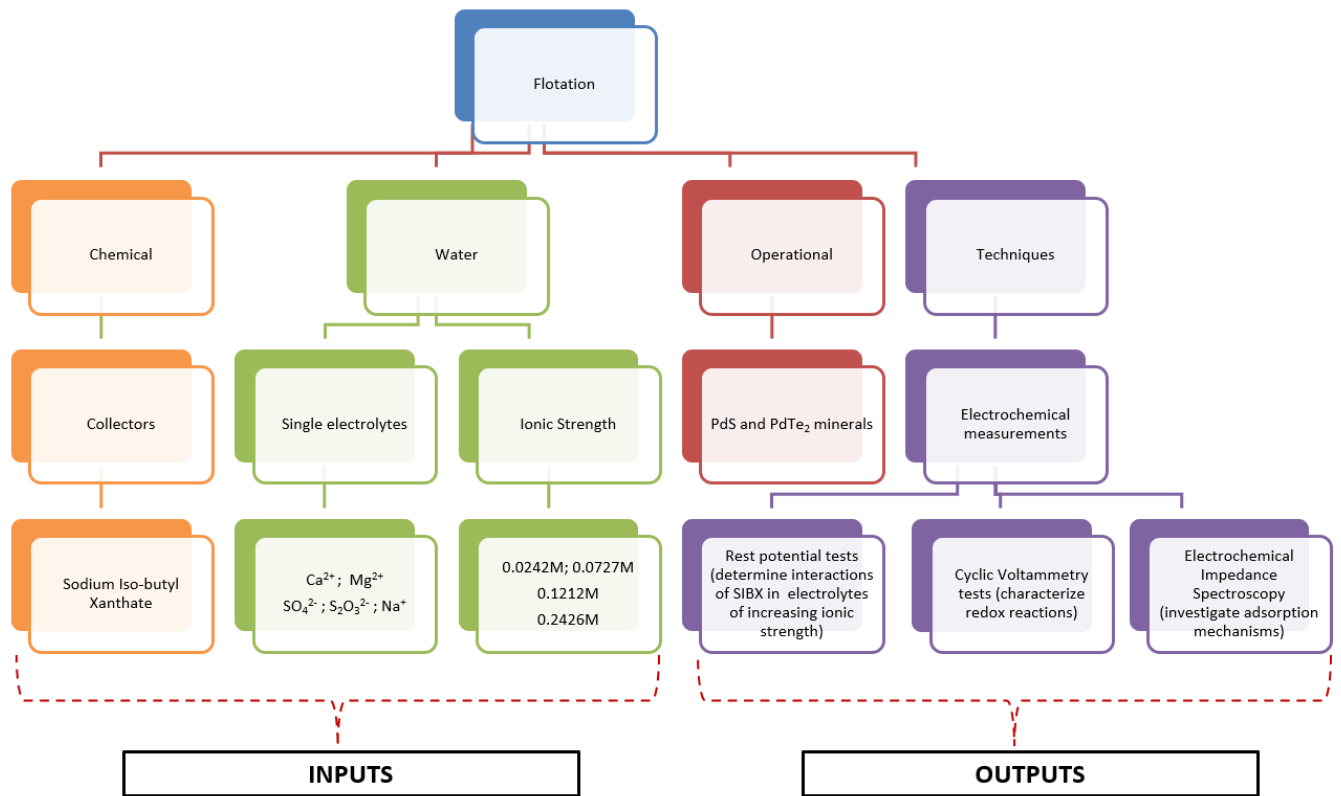 Flotation
Chemical
Water
Operational
Techniques
Collectors
Single electrolytes
Ionic Strength
PdS and PdTe₂ minerals
Electrochemical
measurements
Sodium Iso-butyl
Xanthate
Ca²⁺ ; Mg²⁺
SO₄²⁻ ; S₂O₃²⁻ ; Na⁺
0.0242M; 0.0727M
0.1212M
0.2426M
Rest potential tests
(determine interactions
of SIBX in electrolytes
of increasing ionic
strength)
Cyclic Voltammetry
tests (characterize
redox reactions)
Electrochemical
Impedance
Spectroscopy
(investigate adsorption
mechanisms)
INPUTS
OUTPUTS